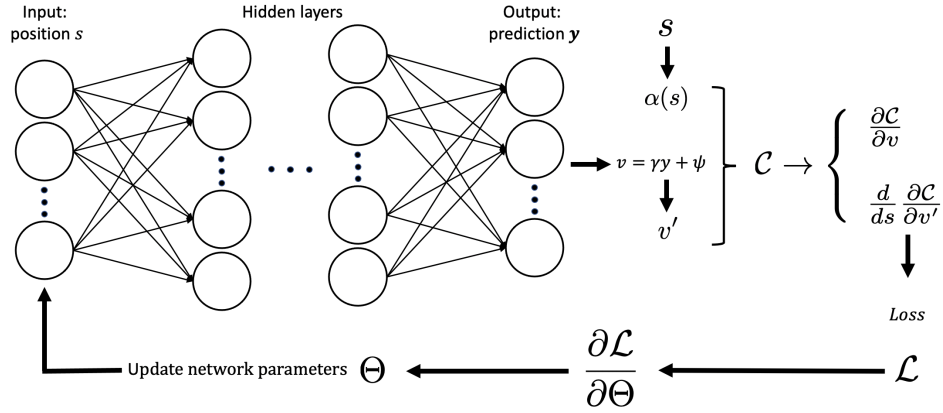 Input:
position s
Hidden layers
Output:
prediction y
s
α(s)
v = γy + ψ
v′
C →
∂C
∂v
d ∂C
ds ∂v′
Loss
L
∂L
∂Θ
Update network parameters Θ